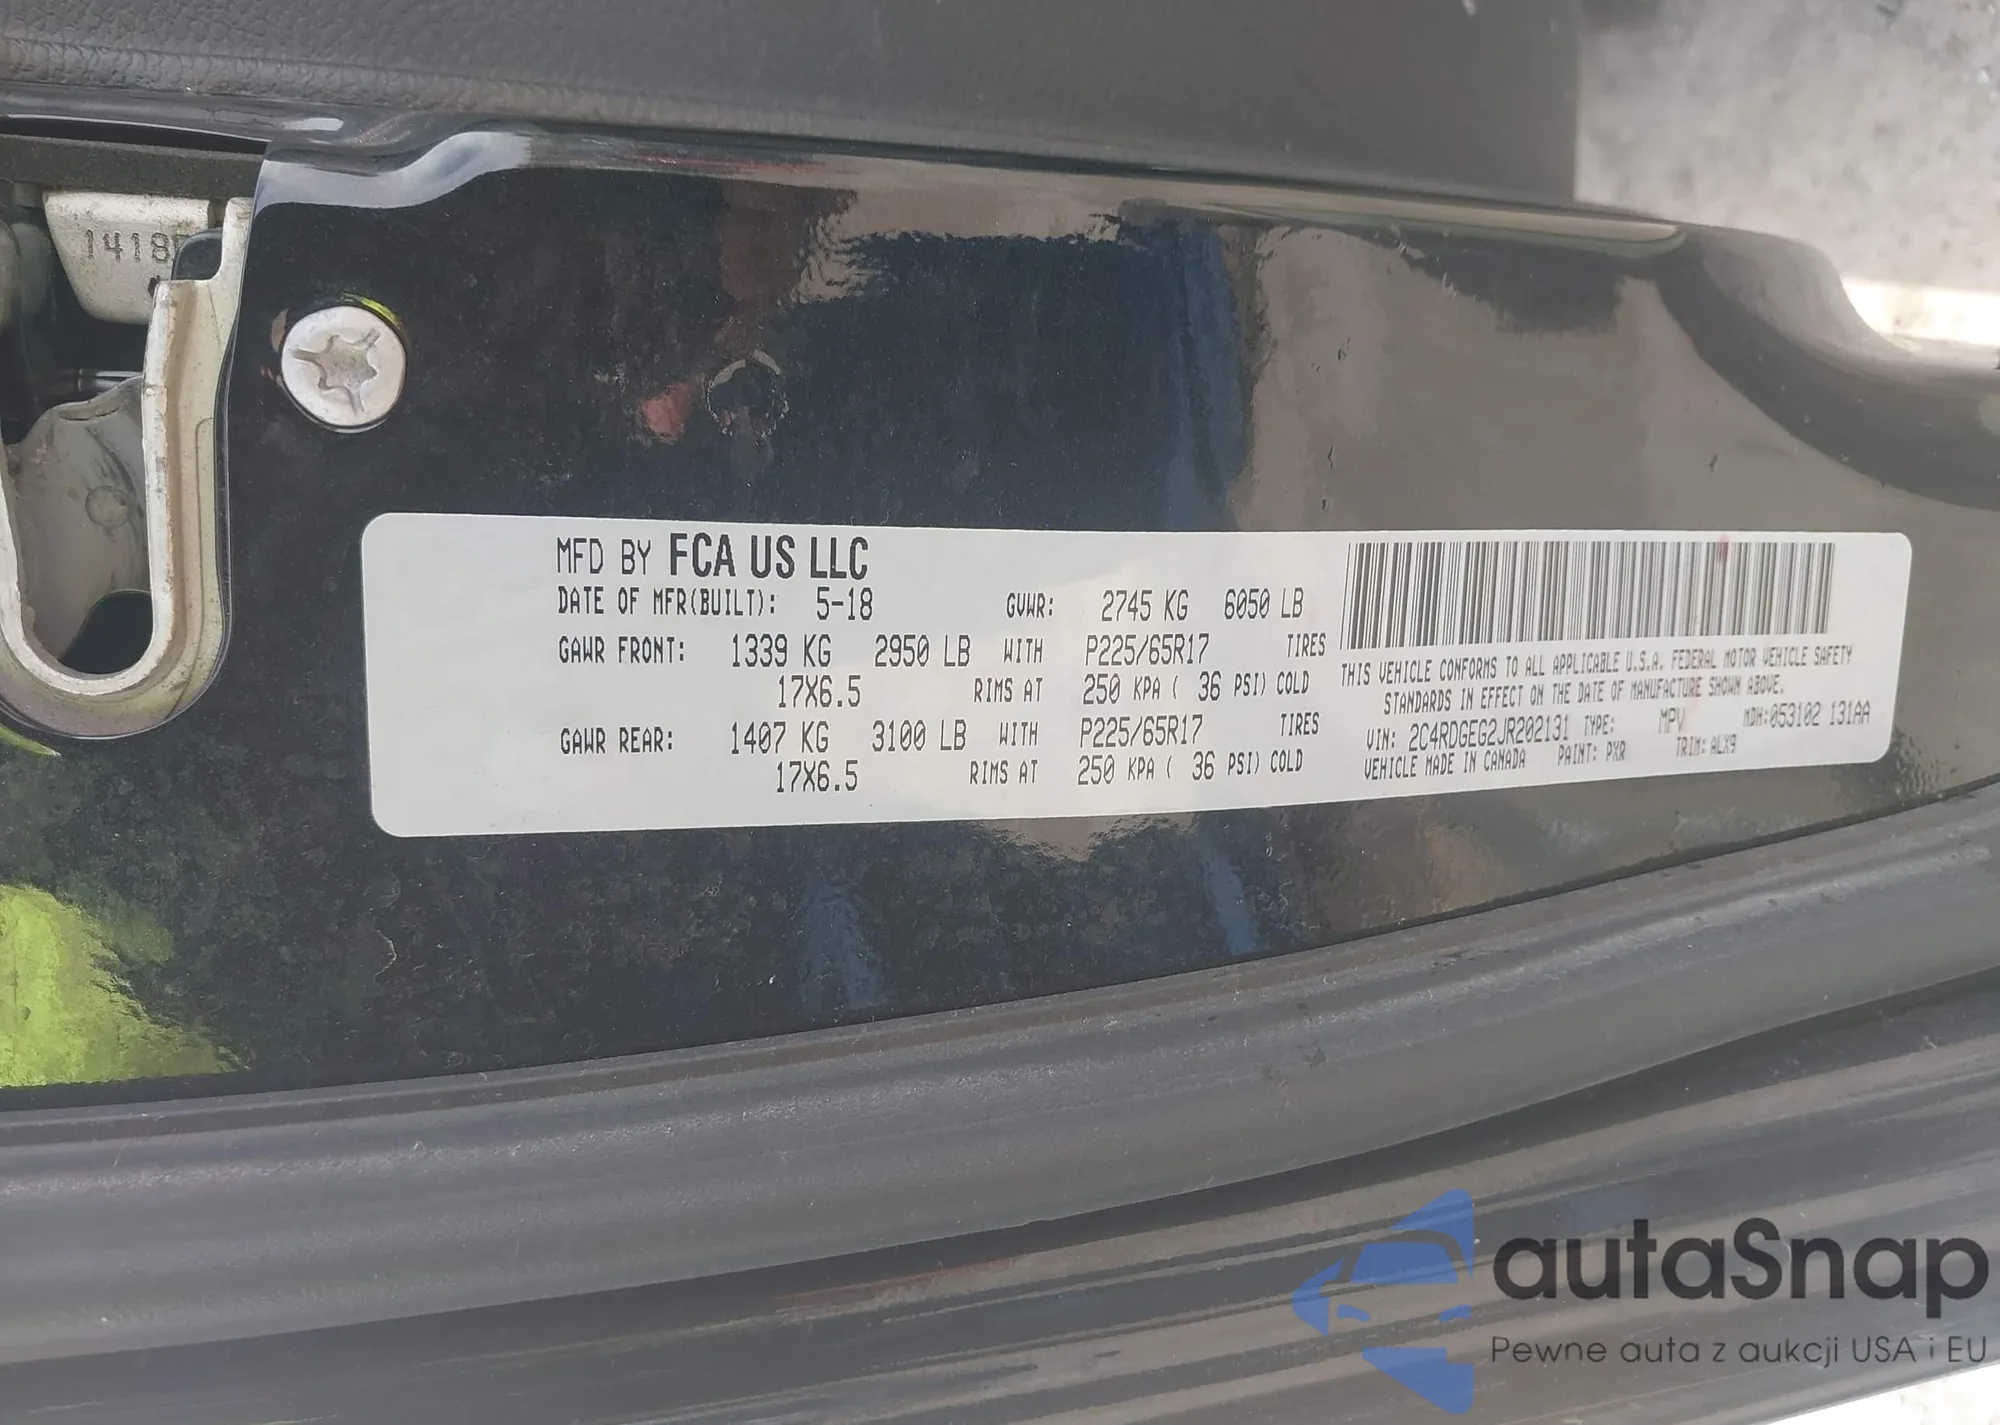 1418
MFD BY FCA US LLC
DATE OF MFR(BUILT): 5-18 GVWR: 2745 KG 6050 LB
GAWR FRONT: 1339 KG 2950 LB WITH P225/65R17 TIRES
17X6.5 RIMS AT 250 KPA ( 36 PSI) COLD
GAWR REAR: 1407 KG 3100 LB WITH P225/65R17 TIRES
17X6.5 RIMS AT 250 KPA ( 36 PSI) COLD
THIS VEHICLE CONFORMS TO ALL APPLICABLE U.S.A. FEDERAL MOTOR VEHICLE SAFETY
STANDARDS IN EFFECT ON THE DATE OF MANUFACTURE SHOWN ABOVE.
VIN: 2C4RDGEG2JR202131 TYPE: MPV MDH:053102 131AA
VEHICLE MADE IN CANADA PAINT: PXR TRIM: ALX9
autaSnap
Pewne auta z aukcji USA i EU